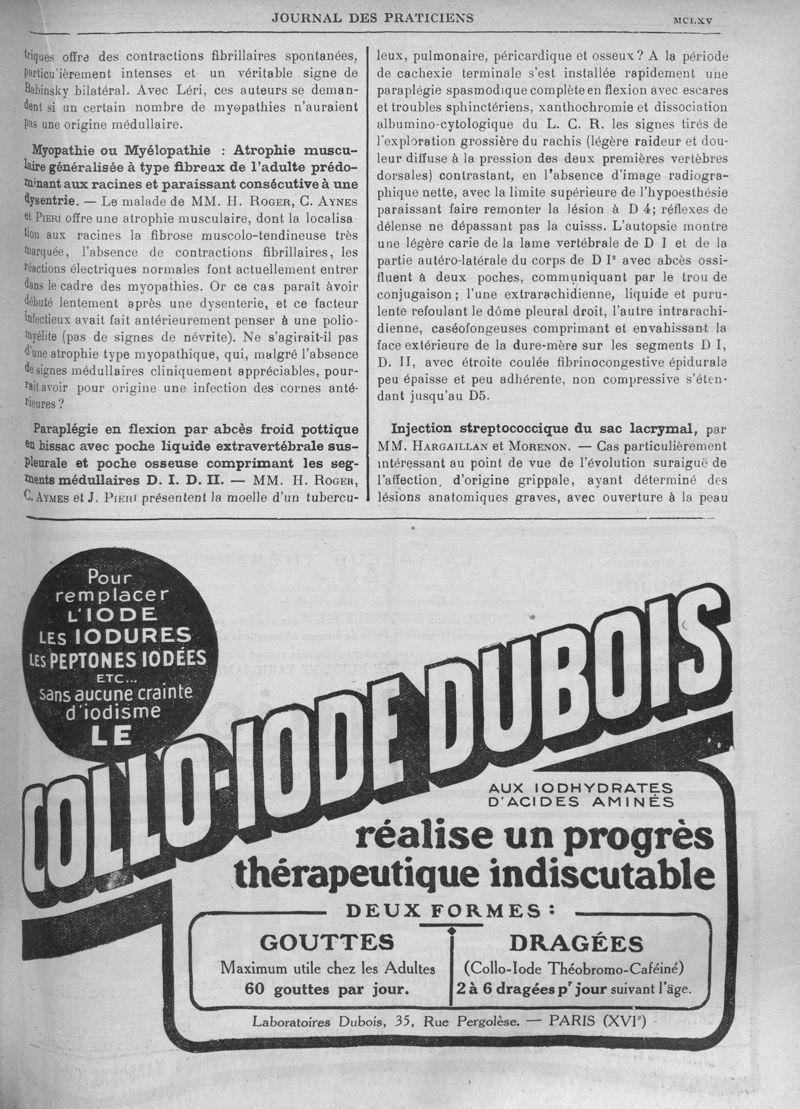 JOURNAL DES PRATICIENS
MCLXV
triques offre des contractions fibrillaires spontanées,
particu'ièrement intenses et un véritable signe de
Babinsky bilatéral. Avec Léri, ces auteurs se deman-
dent si un certain nombre de myopathies n'auraient
pas une origine médullaire.
Myopathie ou Myélopathie : Atrophie muscu-
laire généralisée à type fibreux de l'adulte prédo-
minant aux racines et paraissant consécutive à une
dysentrie. — Le malade de MM. H. ROGER, C. AYNES
et PIERI offre une atrophie musculaire, dont la localisa
tion aux racines la fibrose muscolo-tendineuse très
marquée, l'absence de contractions fibrillaires, les
réactions électriques normales font actuellement entrer
dans le cadre des myopathies. Or ce cas paraît àvoir
débuté lentement après une dysenterie, et ce facteur
infectieux avait fait antérieurement penser à une polio-
myélite (pas de signes de névrite). Ne s'agirait-il pas
d'une atrophie type myopathique, qui, malgré l'absence
de signes médullaires cliniquement appréciables, pour-
rait avoir pour origine une infection des cornes anté-
rieures ?
Paraplégie en flexion par abcès froid pottique
en bissac avec poche liquide extravertébrale sus-
pleurale et poche osseuse comprimant les seg-
ments médullaires D. I. D. II. — MM. H. ROGER,
C. AYMES et J. PIERI présentent la moelle d'un tubercu-
leux, pulmonaire, péricardique et osseux ? A la période
de cachexie terminale s'est installée rapidement une
paraplégie spasmodique complète en flexion avec escares
et troubles sphinctériens, xanthochromie et dissociation
albumino-cytologique du L. C. R. les signes tirés de
l'exploration grossière du rachis (légère raideur et dou-
leur diffuse à la pression des deux premières vertèbres
dorsales) contrastant, en l'absence d'image radiogra-
phique nette, avec la limite supérieure de l'hypoesthésie
paraissant faire remonter la lésion à D 4; réflexes de
délense ne dépassant pas la cuisss. L'autopsie montre
une légère carie de la lame vertébrale de D I et de la
partie autéro-latérale du corps de D Iᵉ avec abcès ossi-
fluent à deux poches, communiquant par le trou de
conjugaison ; l'une extrarachidienne, liquide et puru-
lente refoulant le dôme pleural droit, l'autre intrarachi-
dienne, caséofongeuses comprimant et envahissant la
face extérieure de la dure-mère sur les segments D I,
D. II, avec étroite coulée fibrinocongestive épidurale
peu épaisse et peu adhérente, non compressive s'éten-
dant jusqu'au D5.
Injection streptococcique du sac lacrymal, par
MM. HARGAILLAN et MORENON. — Cas particulièrement
intéressant au point de vue de l'évolution suraiguë de
l'affection, d'origine grippale, ayant déterminé des
lésions anatomiques graves, avec ouverture à la peau
Pour
remplacer
L'IODE
LES IODURES
LES PEPTONES IODÉES
ETC...
sans aucune crainte
d'iodisme
LE
COLLO-IODE DUBOIS
AUX IODHYDRATES
D'ACIDES AMINÉS
réalise un progrès
thérapeutique indiscutable
DEUX FORMES :
GOUTTES
Maximum utile chez les Adultes
60 gouttes par jour.
DRAGÉES
(Collo-Iode Théobromo-Caféiné)
2 à 6 dragées pʳ jour suivant l'âge.
Laboratoires Dubois, 35, Rue Pergolèse. — PARIS (XVIᵉ)